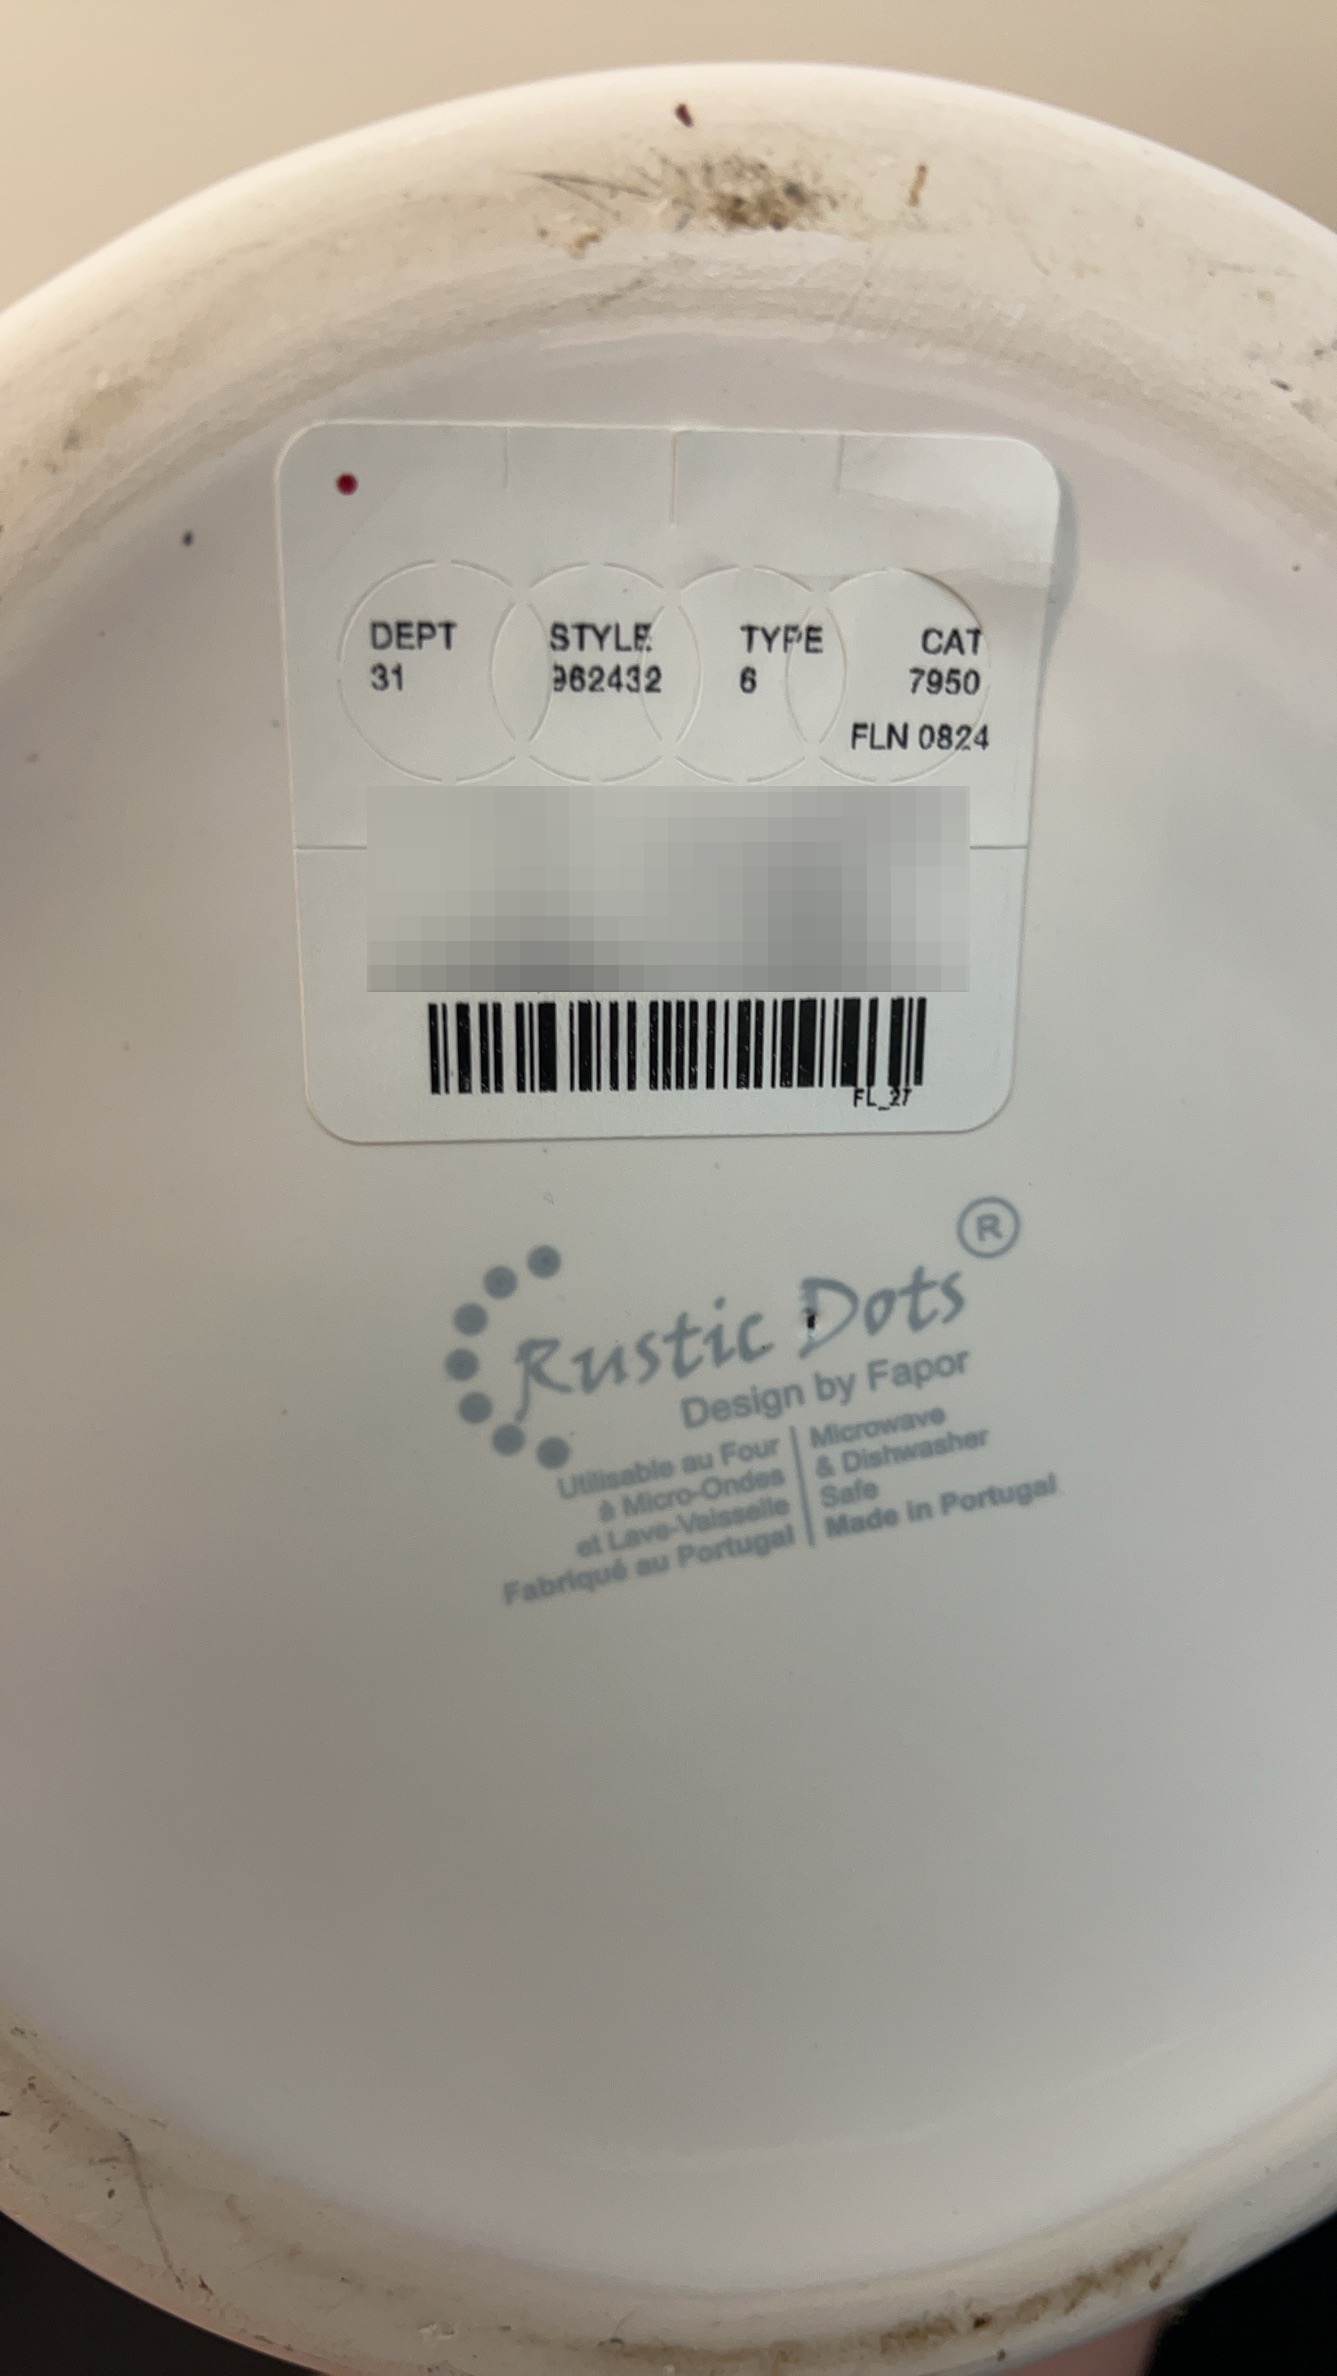 DEPT STYLE TYPE CAT
31 962432 6 7950
FLN 0824
FL_27
®
Rustic Dots
Design by Fapor
Utilisable au Four
à Micro-Ondes
et Lave-Vaisselle
Fabriqué au Portugal
Microwave
& Dishwasher
Safe
Made in Portugal